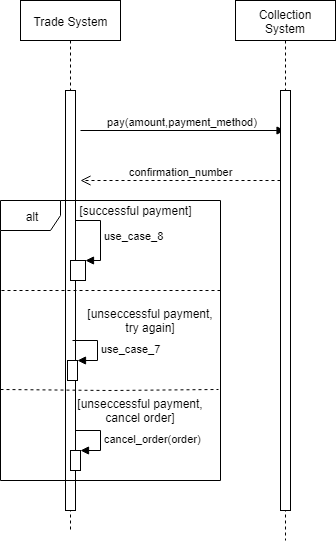 Trade System
Collection
System
pay(amount,payment_method)
confirmation_number
alt
[successful payment]
use_case_8
[unseccessful payment,
try again]
use_case_7
[unseccessful payment,
cancel order]
cancel_order(order)